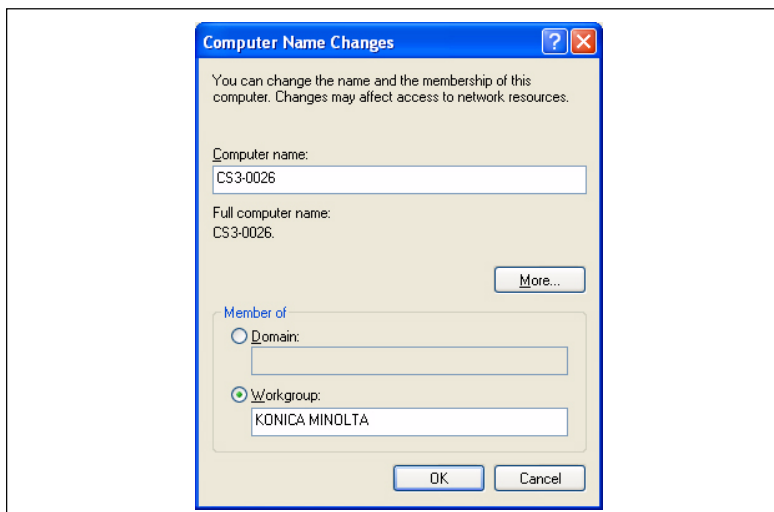 Computer Name Changes
You can change the name and the membership of this
computer. Changes may affect access to network resources.
Computer name:
CS3-0026
Full computer name:
CS3-0026.
More...
Member of
Domain:
Workgroup:
KONICA MINOLTA
OK Cancel